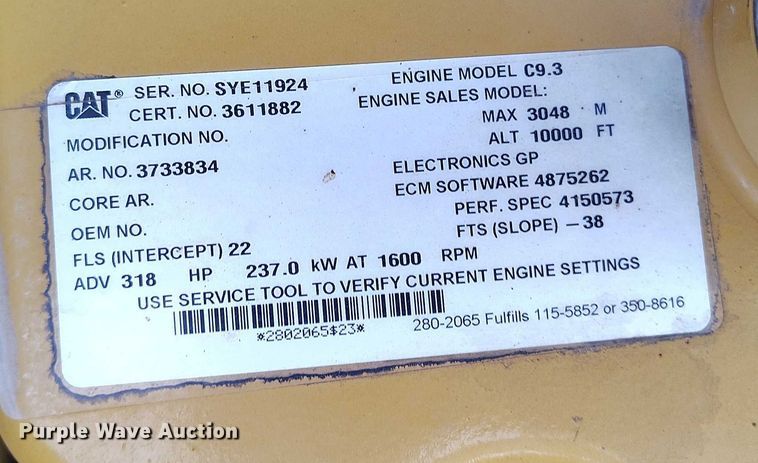 CAT® SER. NO. SYE11924 ENGINE MODEL C9.3
CERT. NO. 3611882 ENGINE SALES MODEL:
MODIFICATION NO. MAX 3048 M
ALT 10000 FT
AR. NO. 3733834 ELECTRONICS GP
CORE AR. ECM SOFTWARE 4875262
OEM NO. PERF. SPEC 4150573
FLS (INTERCEPT) 22 FTS (SLOPE) –38
ADV 318 HP 237.0 kW AT 1600 RPM
USE SERVICE TOOL TO VERIFY CURRENT ENGINE SETTINGS
*2802065$23* 280-2065 Fulfills 115-5852 or 350-8616
Purple Wave Auction